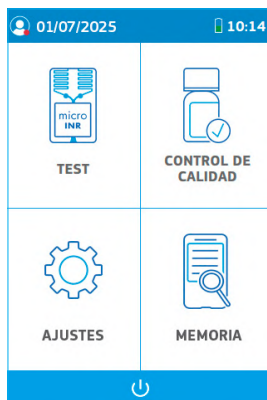 01/07/2025 10:14
micro
INR
TEST
CONTROL DE
CALIDAD
AJUSTES
MEMORIA